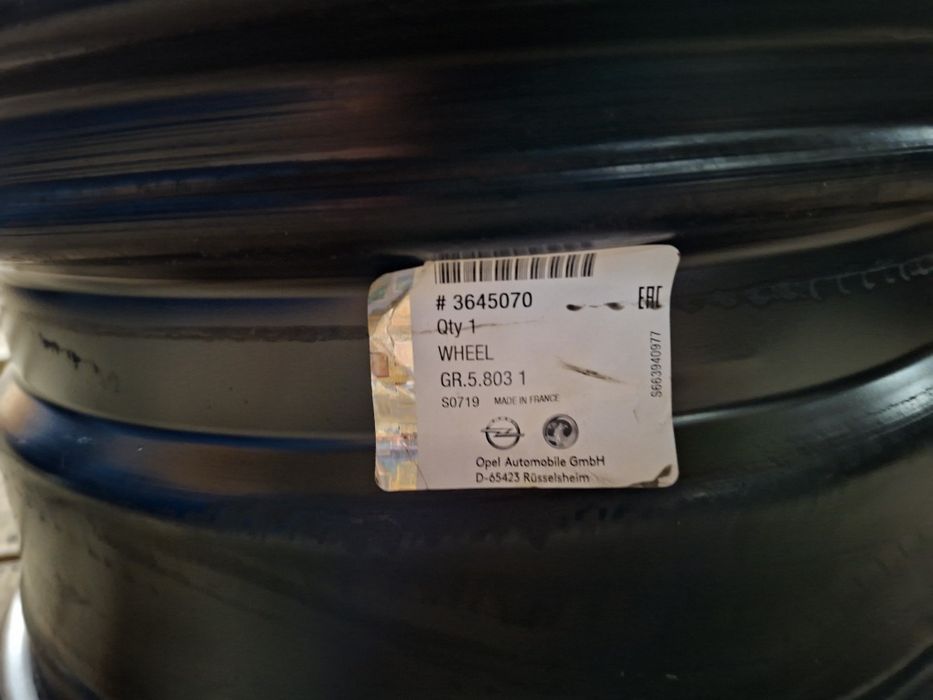 # 3645070
EAC
Qty 1
WHEEL
GR.5.803 1
S0719 MADE IN FRANCE
S663940977
Opel Automobile GmbH
D-65423 Rüsselsheim